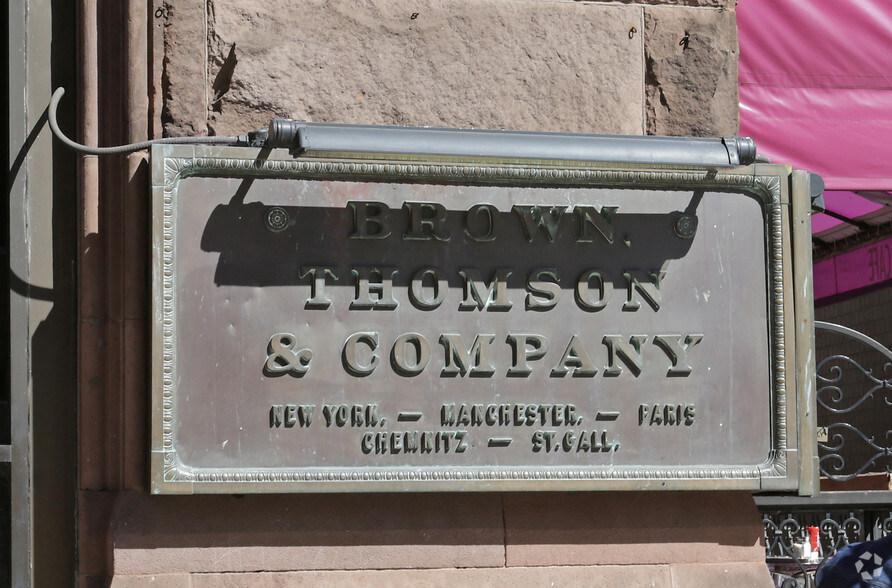 BROWN,
THOMSON
& COMPANY
NEW YORK. — MANCHESTER. — PARIS
CHEMNITZ — ST. GALL.